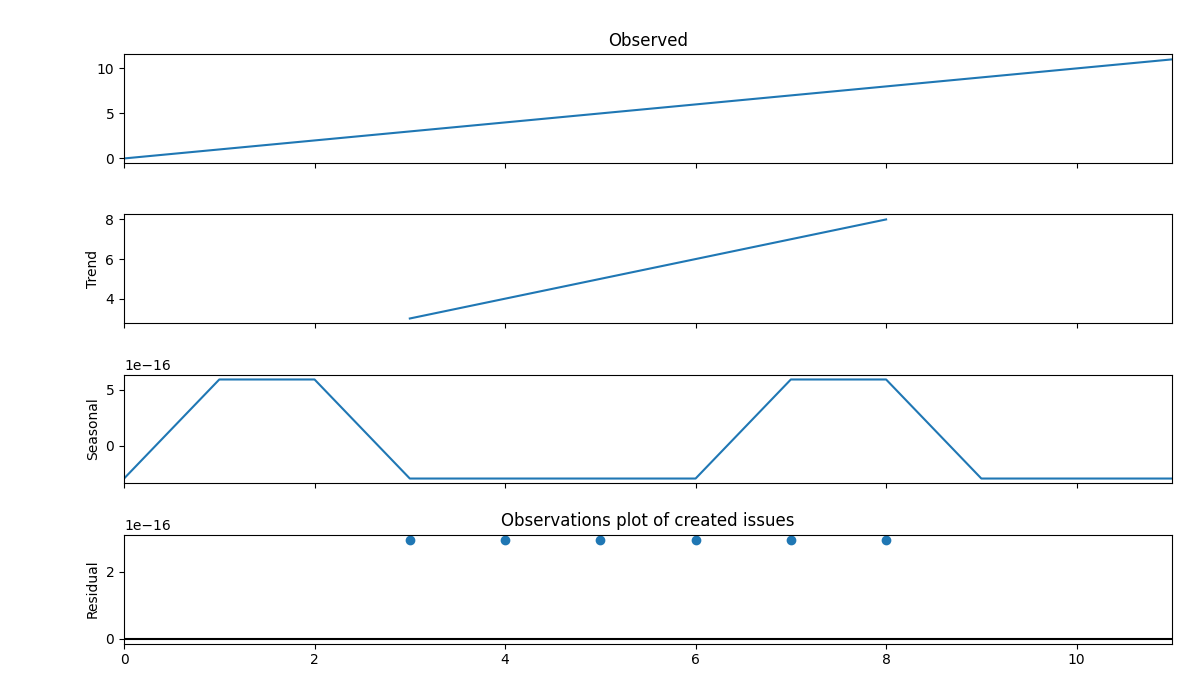 Observed
10
5
0
Trend
8
6
4
1e−16
Seasonal
5
0
Observations plot of created issues
1e−16
Residual
2
0
0 2 4 6 8 10